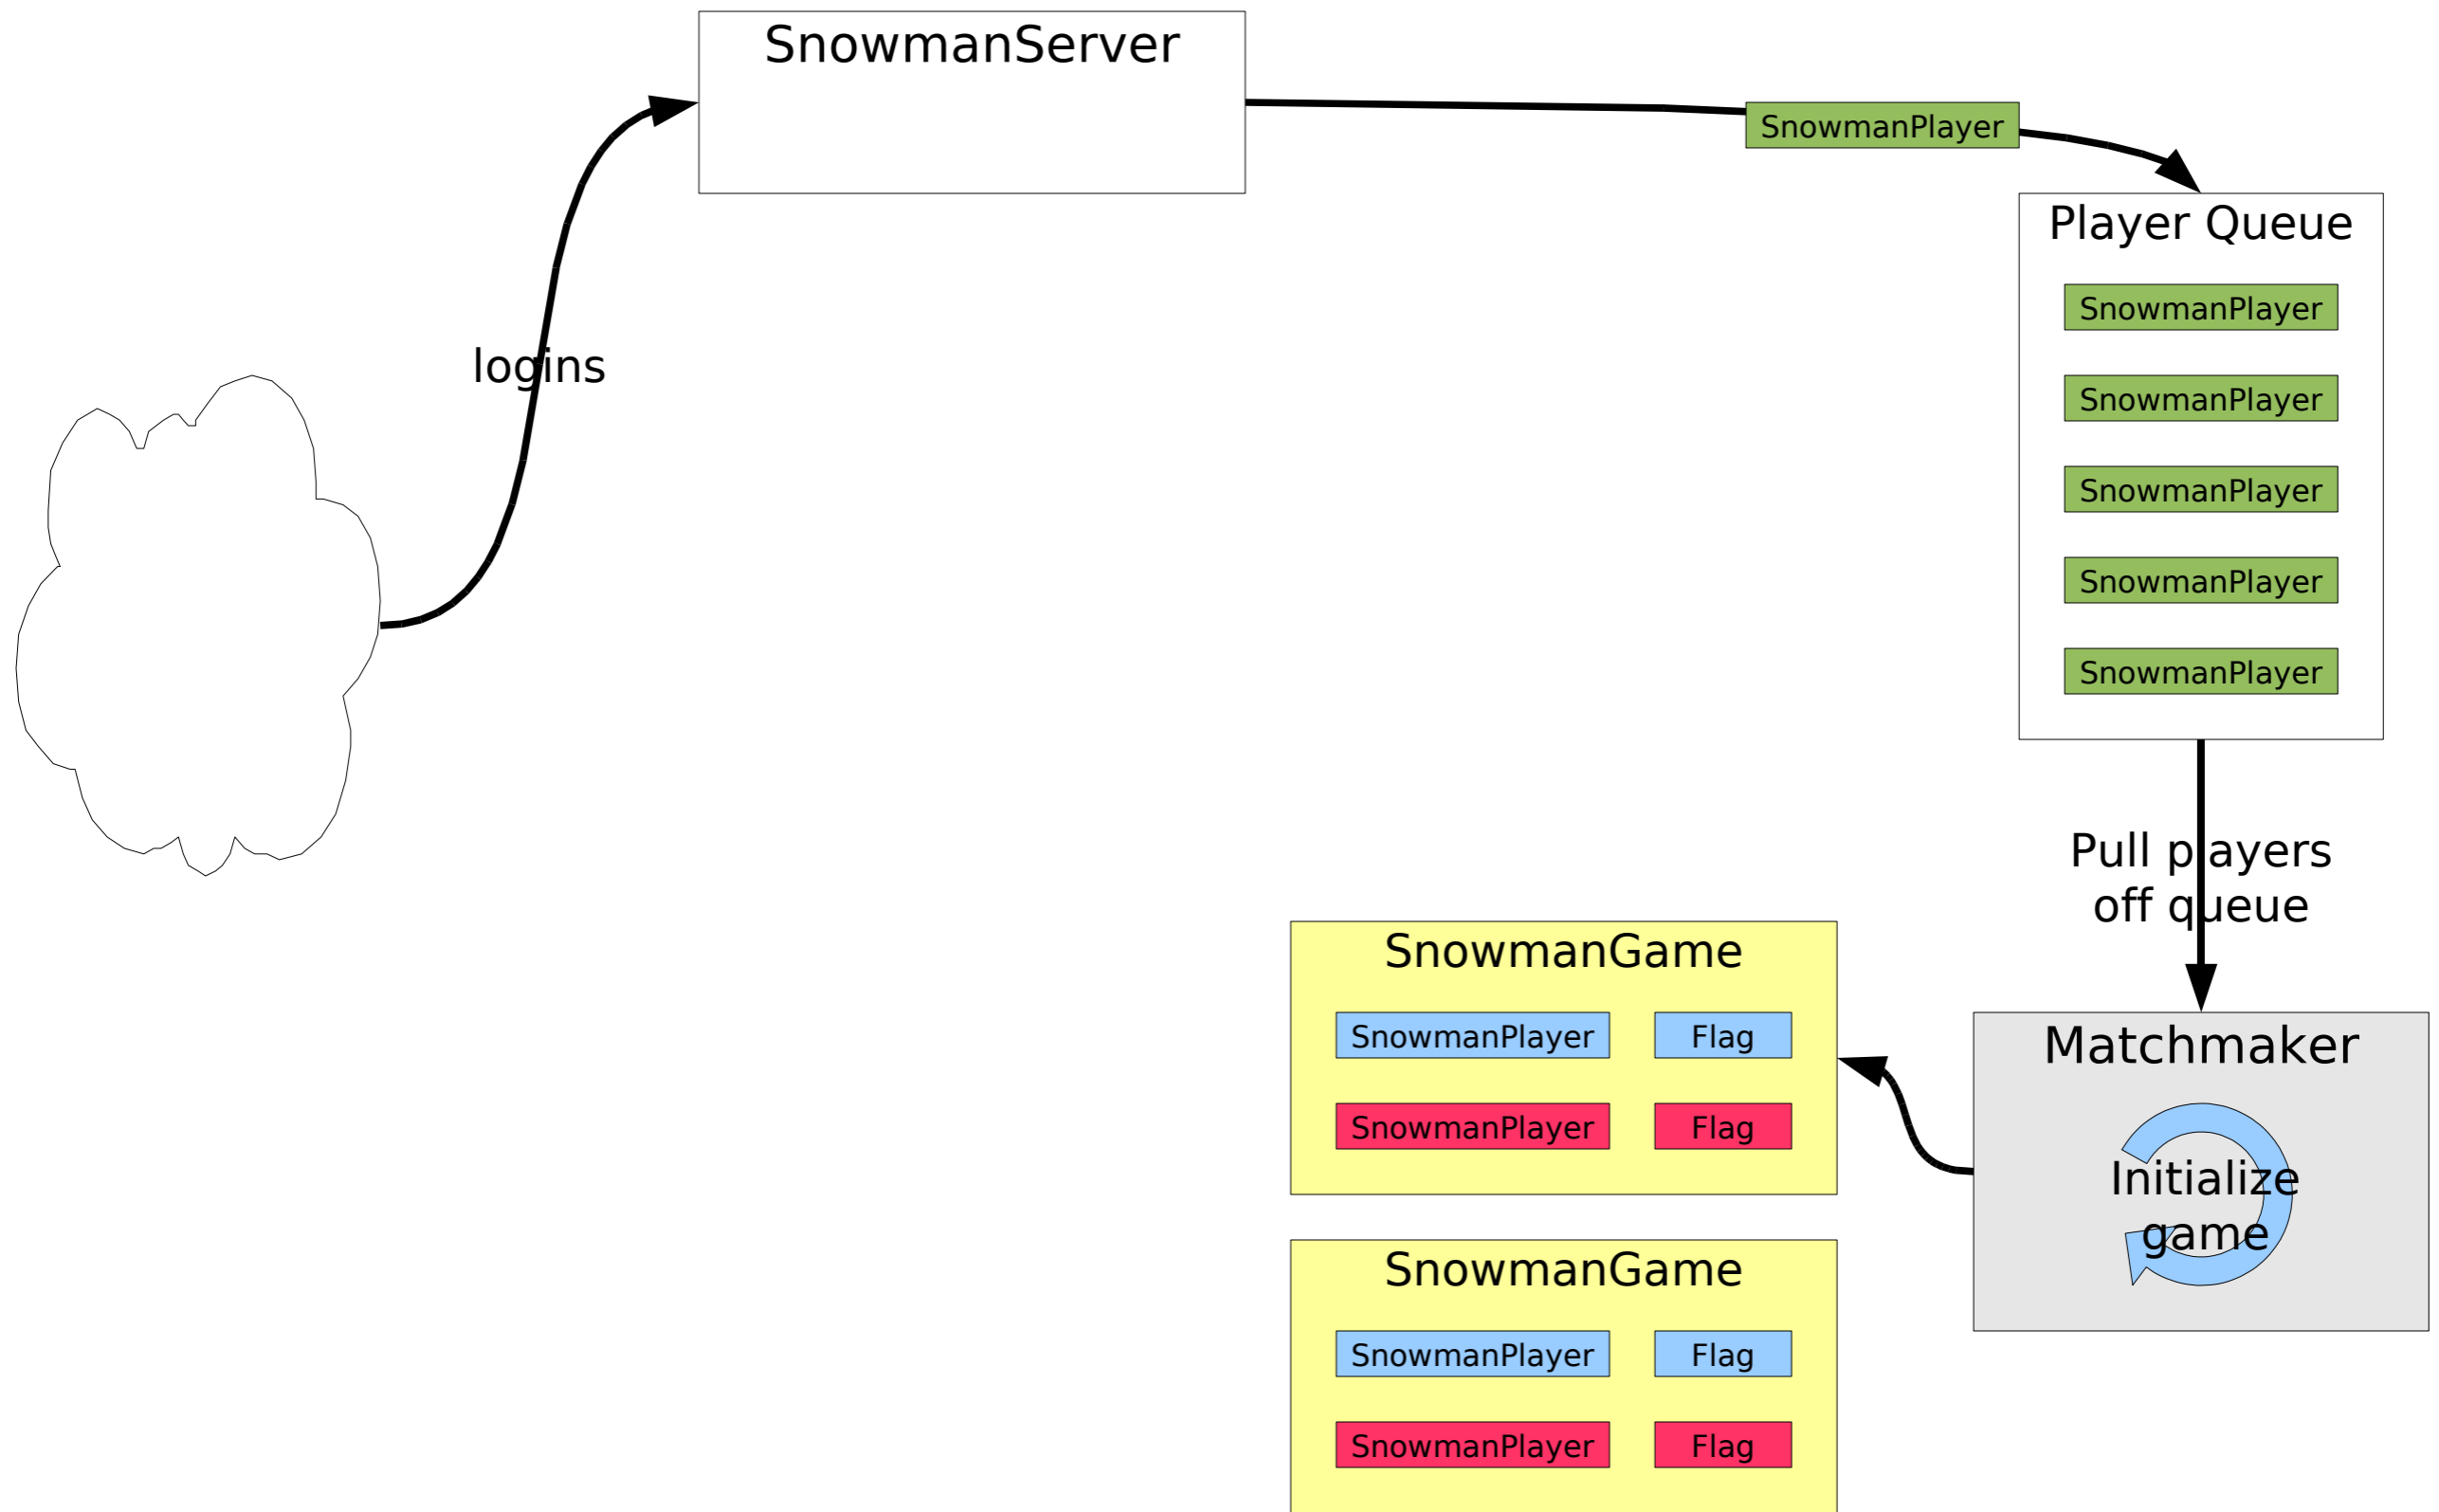 SnowmanServer
SnowmanPlayer
Player Queue
SnowmanPlayer
SnowmanPlayer
SnowmanPlayer
SnowmanPlayer
SnowmanPlayer
logins
Pull players
off queue
SnowmanGame
SnowmanPlayer Flag
SnowmanPlayer Flag
Matchmaker
Initialize
game
SnowmanGame
SnowmanPlayer Flag
SnowmanPlayer Flag